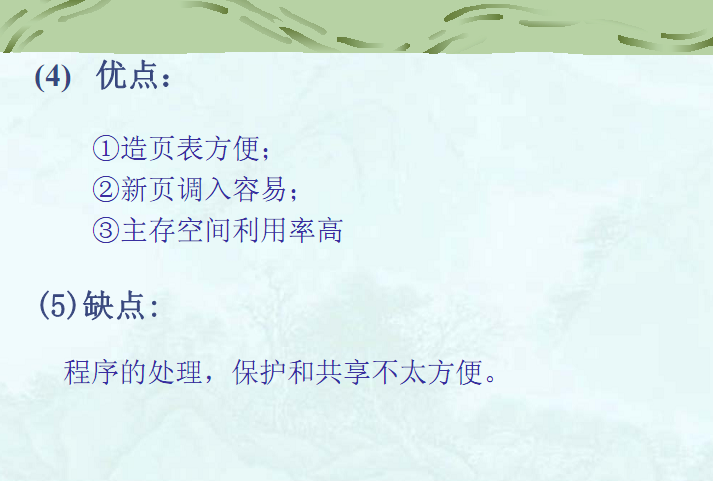 (4) 优点：
①造页表方便；
②新页调入容易；
③主存空间利用率高
(5)缺点：
程序的处理，保护和共享不太方便。